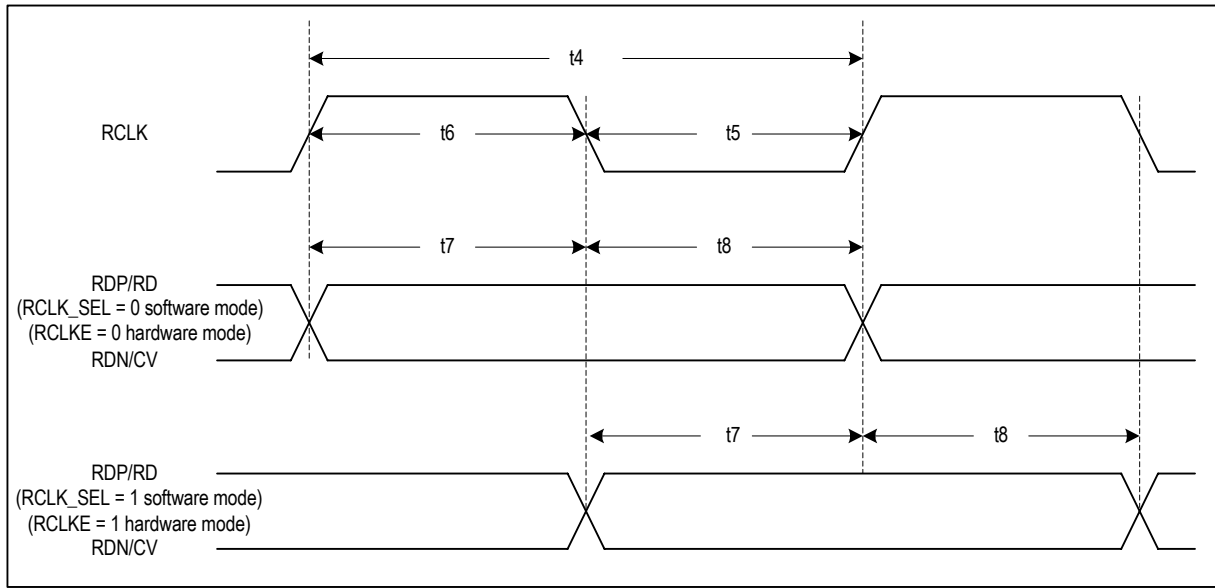 t4
RCLK
t6
t5
t7
t8
RDP/RD
(RCLK_SEL = 0 software mode)
(RCLKE = 0 hardware mode)
RDN/CV
t7
t8
RDP/RD
(RCLK_SEL = 1 software mode)
(RCLKE = 1 hardware mode)
RDN/CV